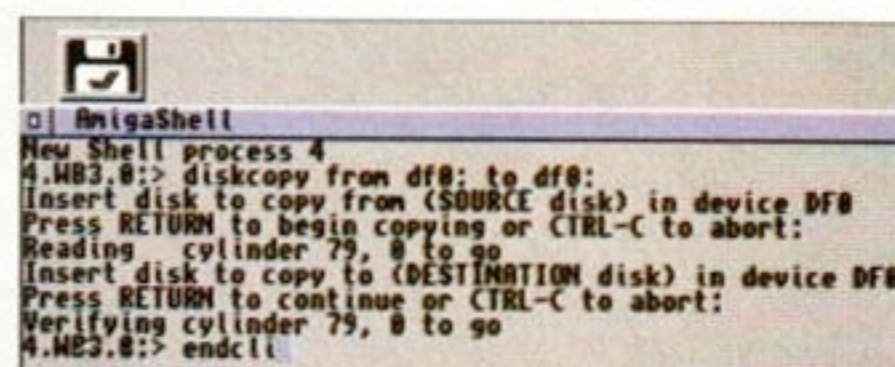 AmigaShell
New Shell process 4
4.WB3.0:> diskcopy from df0: to df0:
Insert disk to copy from (SOURCE disk) in device DF0
Press RETURN to begin copying or CTRL-C to abort:
Reading   cylinder 79, 0 to go
Insert disk to copy to (DESTINATION disk) in device DF0
Press RETURN to continue or CTRL-C to abort:
Verifying cylinder 79, 0 to go
4.WB3.0:> endcli